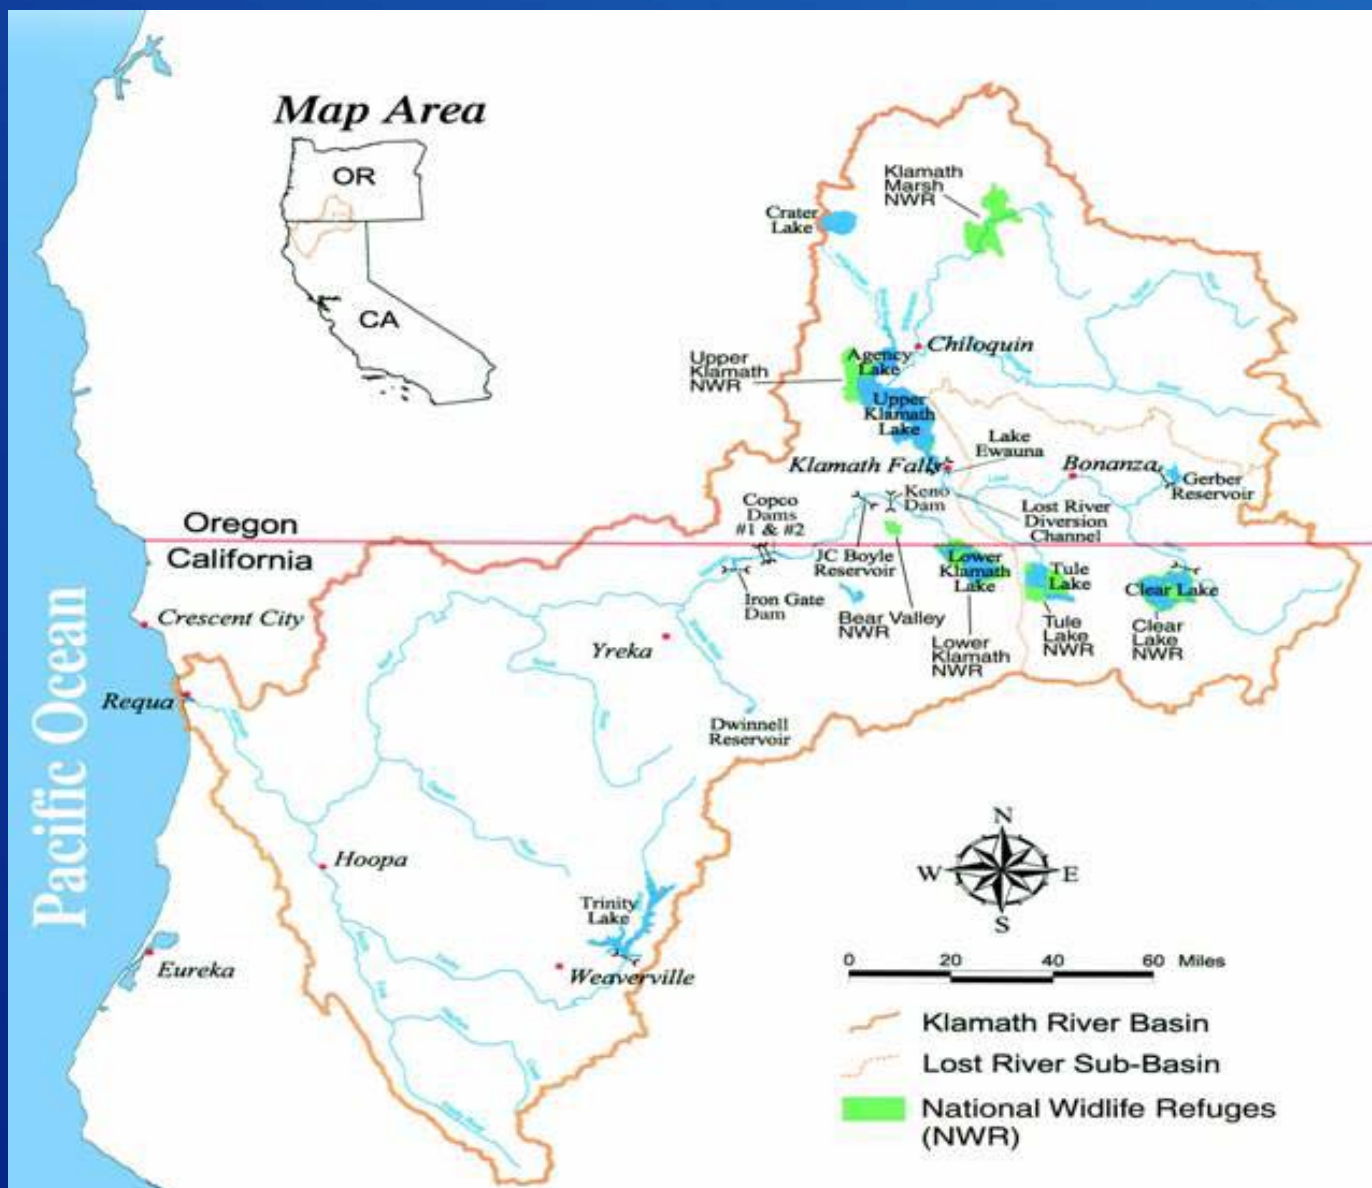 Map Area
OR
CA
Pacific Ocean
Klamath
Marsh
NWR
Crater
Lake
Chiloquin
Agency
Lake
Upper
Klamath
NWR
Upper
Klamath
Lake
Lake
Ewauna
Klamath Falls
Bonanza
Gerber
Reservoir
Keno
Dam
Copco
Dams
#1 & #2
Lost River
Diversion
Channel
Oregon
California
JC Boyle
Reservoir
Lower
Klamath
Lake
Tule
Lake
Clear Lake
Iron Gate
Dam
Bear Valley
NWR
Lower
Klamath
NWR
Tule
Lake
NWR
Clear
Lake
NWR
Crescent City
Yreka
Requa
Dwinnell
Reservoir
Hoopa
Trinity
Lake
Weaverville
Eureka
N
W
E
S
0 20 40 60 Miles
Klamath River Basin
Lost River Sub-Basin
National Widlife Refuges
(NWR)